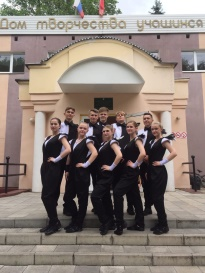 Дом творчества учащихся